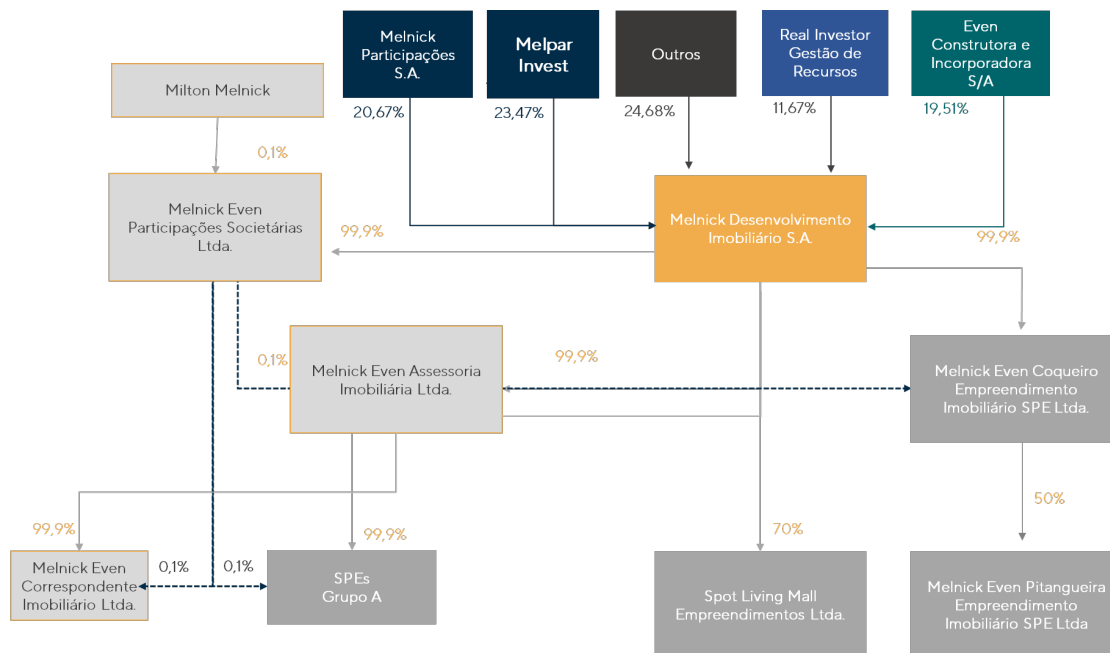 Melnick
Participações
S.A.
Melpar
Invest
Outros
Real Investor
Gestão de
Recursos
Even
Construtora e
Incorporadora
S/A
Milton Melnick
20,67%
23,47%
24,68%
11,67%
19,51%
0,1%
Melnick Even
Participações Societárias
Ltda.
99,9%
Melnick Desenvolvimento
Imobiliário S.A.
99,9%
0,1%
Melnick Even Assessoria
Imobiliária Ltda.
99,9%
Melnick Even Coqueiro
Empreendimento
Imobiliário SPE Ltda.
99,9%
99,9%
70%
50%
Melnick Even
Correspondente
Imobiliário Ltda.
0,1%
0,1%
SPEs
Grupo A
Spot Living Mall
Empreendimentos Ltda.
Melnick Even Pitangueira
Empreendimento
Imobiliário SPE Ltda